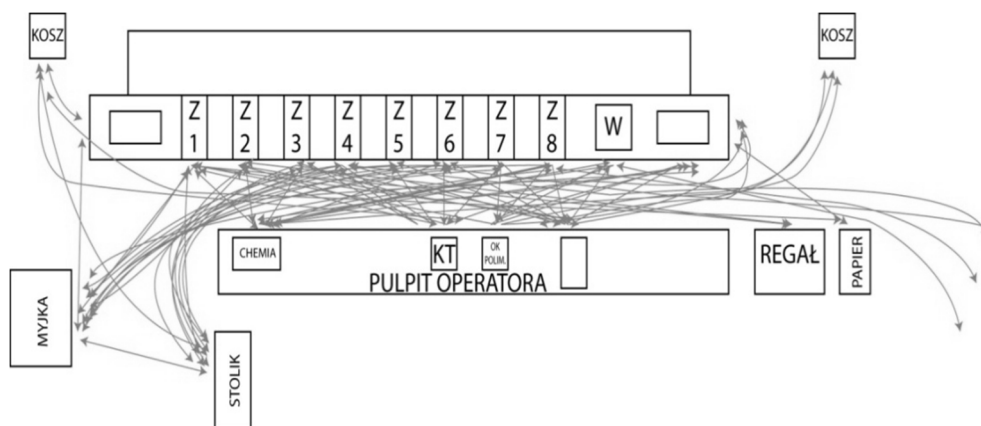 KOSZ
KOSZ
Z 1
Z 2
Z 3
Z 4
Z 5
Z 6
Z 7
Z 8
W
CHEMIA
KT
OK
POLIM.
PULPIT OPERATORA
REGAŁ
PAPIER
MYJKA
STOLIK